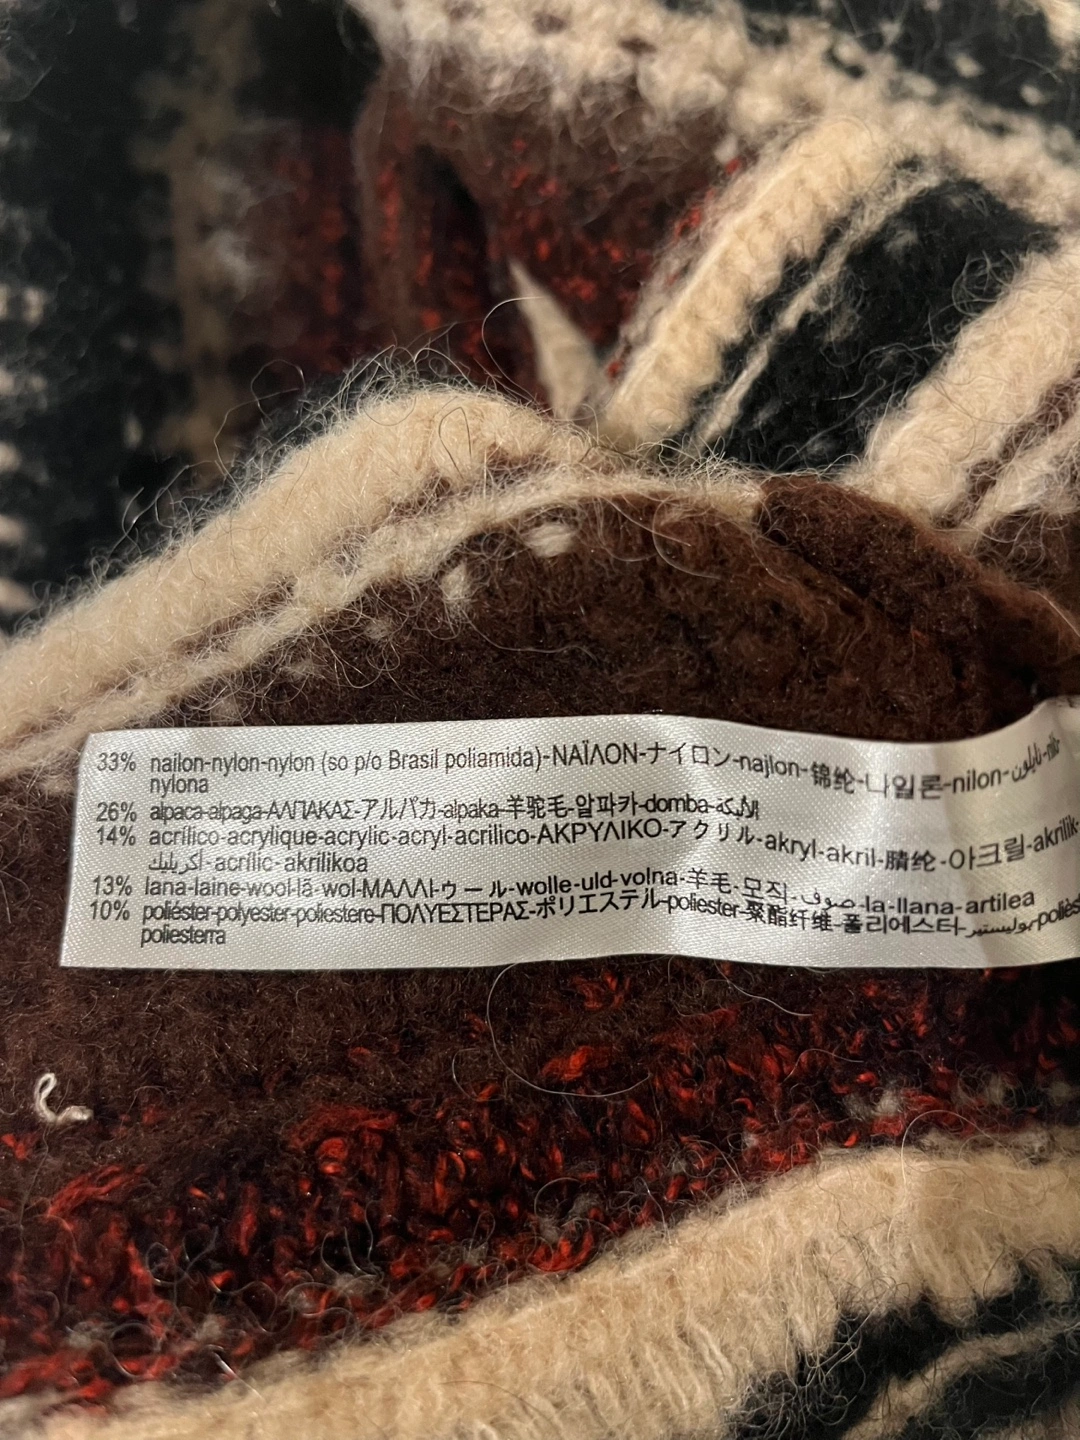 33% nailon-nylon-nylon (so p/o Brasil poliamida)-ΝΑΪΛΟΝ-ナイロン-najlon-锦纶-나일론-nilon-نايلون
nylona
26% alpaca-alpaga-ΑΛΠΑΚΑΣ-アルパカ-alpaka-羊驼毛-알파카-domba-
14% acrílico-acrylique-acrylic-acryl-acrilico-ΑΚΡΥΛΙΚΟ-アクリル-akryl-akril-腈纶-아크릴-akrilik-
اكريليك-acrílic-akrilikoa
13% lana-laine-wool-lã-wol-ΜΑΛΛΙ-ウール-wolle-uld-volna-羊毛-모직-صوف-la-llana-artilea
10% poliéster-polyester-poliestere-ΠΟΛΥΕΣΤΕΡΑΣ-ポリエステル-poliester-聚酯纤维-폴리에스터-بوليستير
poliesterra